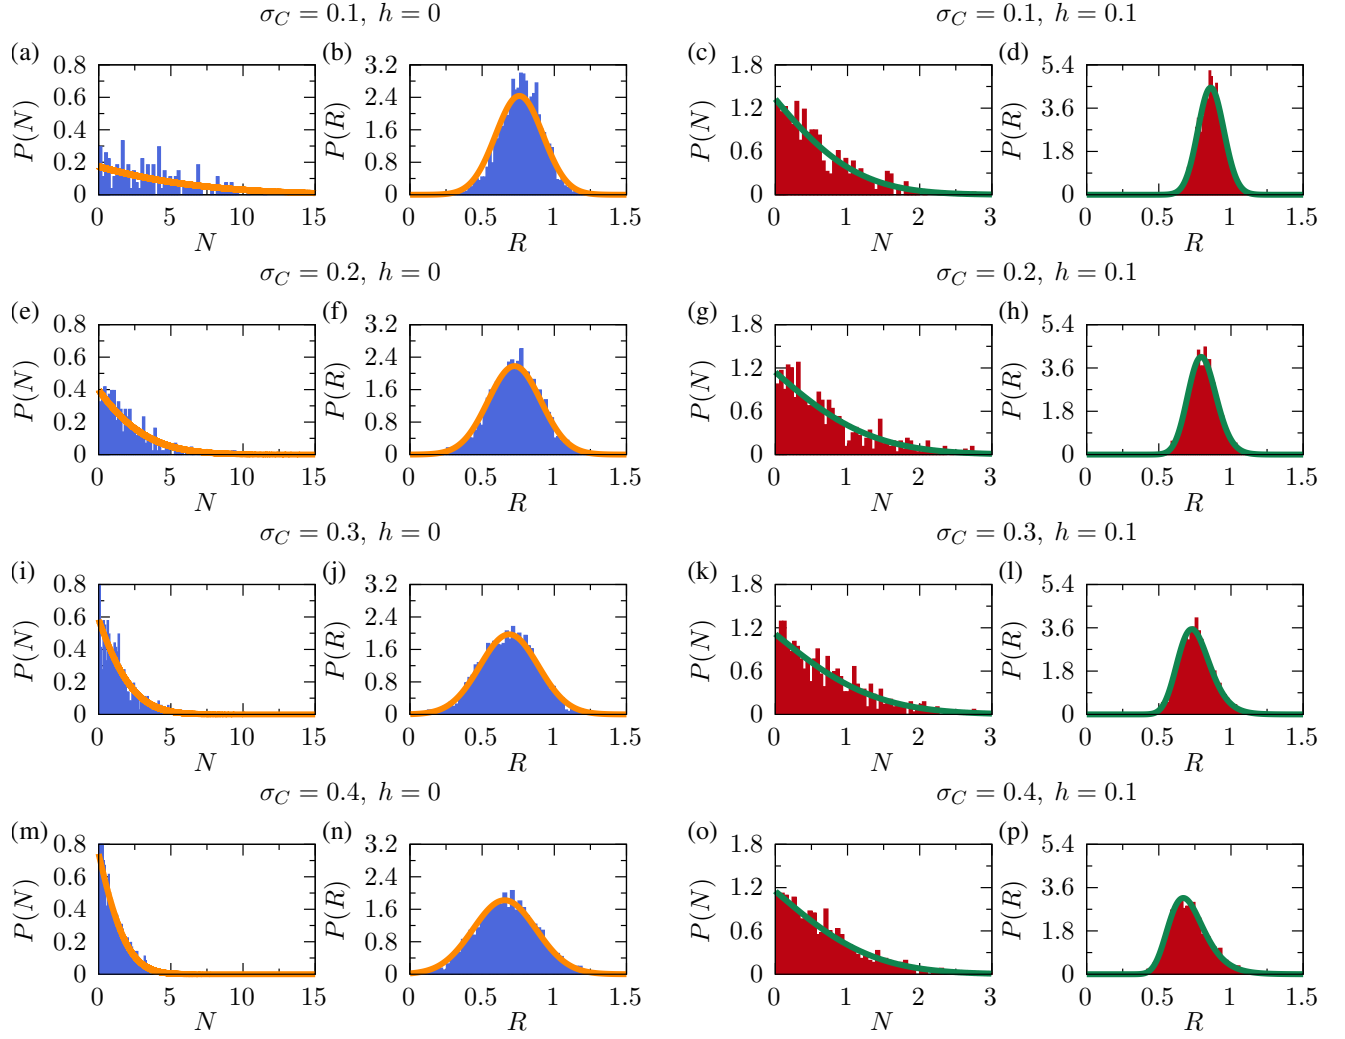 σ_C = 0.1, h = 0
σ_C = 0.1, h = 0.1
(a) 0.8 0.6 0.4 0.2 0 P(N) 0 5 10 15 N
(b) 3.2 2.4 1.6 0.8 0 P(R) 0 0.5 1 1.5 R
(c) 1.8 1.2 0.6 0 P(N) 0 1 2 3 N
(d) 5.4 3.6 1.8 0 P(R) 0 0.5 1 1.5 R
σ_C = 0.2, h = 0
σ_C = 0.2, h = 0.1
(e) 0.8 0.6 0.4 0.2 0 P(N) 0 5 10 15 N
(f) 3.2 2.4 1.6 0.8 0 P(R) 0 0.5 1 1.5 R
(g) 1.8 1.2 0.6 0 P(N) 0 1 2 3 N
(h) 5.4 3.6 1.8 0 P(R) 0 0.5 1 1.5 R
σ_C = 0.3, h = 0
σ_C = 0.3, h = 0.1
(i) 0.8 0.6 0.4 0.2 0 P(N) 0 5 10 15 N
(j) 3.2 2.4 1.6 0.8 0 P(R) 0 0.5 1 1.5 R
(k) 1.8 1.2 0.6 0 P(N) 0 1 2 3 N
(l) 5.4 3.6 1.8 0 P(R) 0 0.5 1 1.5 R
σ_C = 0.4, h = 0
σ_C = 0.4, h = 0.1
(m) 0.8 0.6 0.4 0.2 0 P(N) 0 5 10 15 N
(n) 3.2 2.4 1.6 0.8 0 P(R) 0 0.5 1 1.5 R
(o) 1.8 1.2 0.6 0 P(N) 0 1 2 3 N
(p) 5.4 3.6 1.8 0 P(R) 0 0.5 1 1.5 R